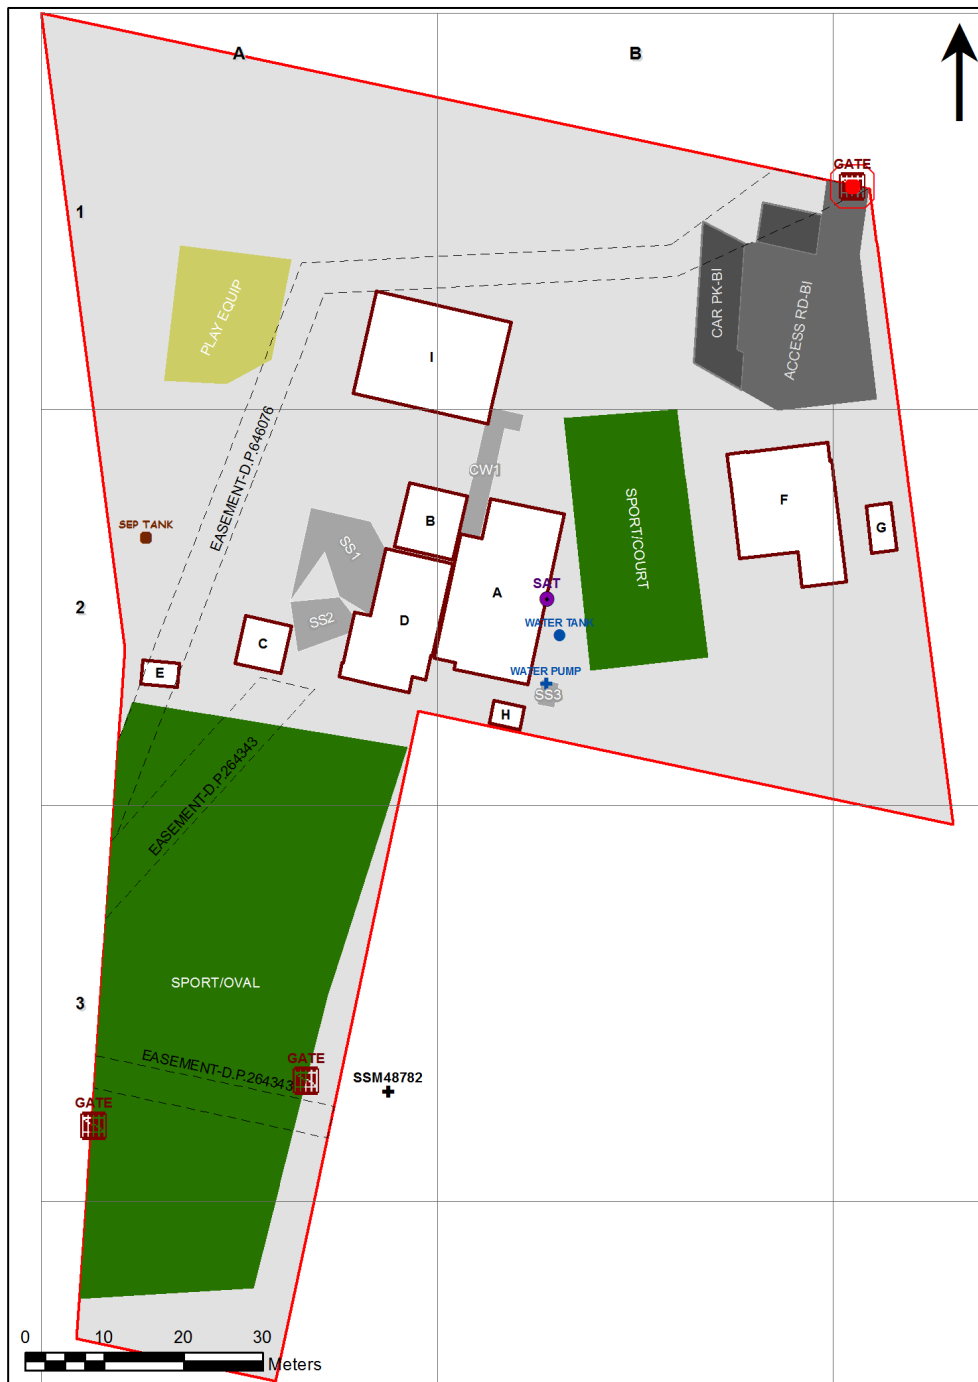 A
B
GATE
1
PLAY EQUIP
CAR PK-BI
ACCESS RD-BI
I
EASEMENT-D.P.646076
CW1
SPORT/COURT
F
G
B
SEP TANK
SS1
SAT
A
2
SS2
D
WATER TANK
C
E
WATER PUMP
SS3
H
EASEMENT-D.P.264343
SPORT/OVAL
3
EASEMENT-D.P.264343
GATE
SSM48782
GATE
0 10 20 30
Meters